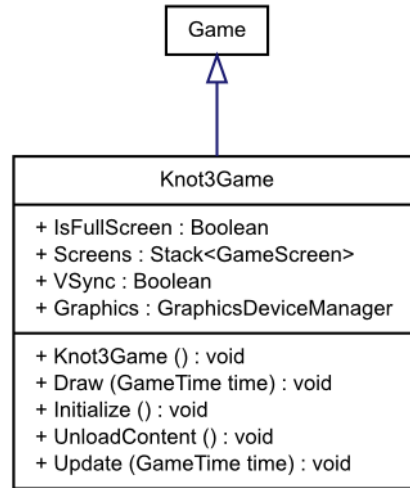 Game
Knot3Game
+ IsFullScreen : Boolean
+ Screens : Stack<GameScreen>
+ VSync : Boolean
+ Graphics : GraphicsDeviceManager
+ Knot3Game () : void
+ Draw (GameTime time) : void
+ Initialize () : void
+ UnloadContent () : void
+ Update (GameTime time) : void